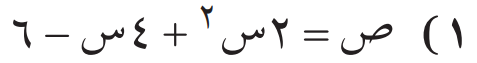 ١) ص = ٢س٢ + ٤س − ٦